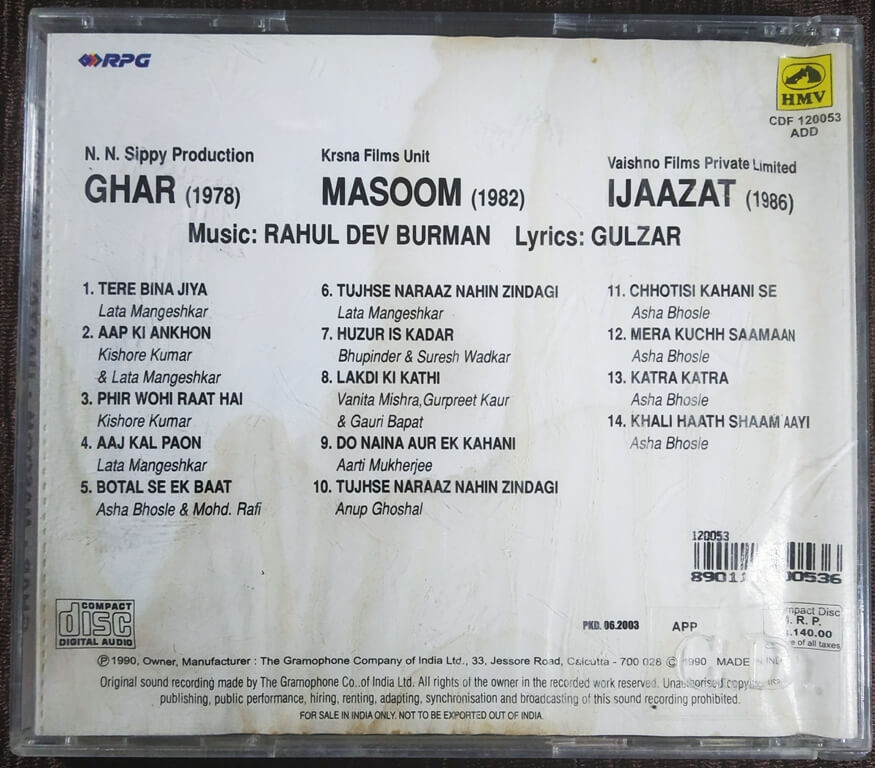 RPG
HMV
CDF 120053
ADD
N. N. Sippy Production
GHAR (1978)
Krsna Films Unit
MASOOM (1982)
Vaishno Films Private Limited
IJAAZAT (1986)
Music: RAHUL DEV BURMAN Lyrics: GULZAR
1. TERE BINA JIYA
Lata Mangeshkar
2. AAP KI ANKHON
Kishore Kumar
& Lata Mangeshkar
3. PHIR WOHI RAAT HAI
Kishore Kumar
4. AAJ KAL PAON
Lata Mangeshkar
5. BOTAL SE EK BAAT
Asha Bhosle & Mohd. Rafi
6. TUJHSE NARAAZ NAHIN ZINDAGI
Lata Mangeshkar
7. HUZUR IS KADAR
Bhupinder & Suresh Wadkar
8. LAKDI KI KATHI
Vanita Mishra,Gurpreet Kaur
& Gauri Bapat
9. DO NAINA AUR EK KAHANI
Aarti Mukherjee
10. TUJHSE NARAAZ NAHIN ZINDAGI
Anup Ghoshal
11. CHHOTISI KAHANI SE
Asha Bhosle
12. MERA KUCHH SAAMAAN
Asha Bhosle
13. KATRA KATRA
Asha Bhosle
14. KHALI HAATH SHAAM AAYI
Asha Bhosle
120053
COMPACT
disc
DIGITAL AUDIO
PKD. 06.2003
APP
Disc
R. P.
140.00
of all taxes
CD
℗ 1990, Owner, Manufacturer : The Gramophone Company of India Ltd., 33, Jessore Road, Calcutta - 700 028 © 1990 MADE IN
Original sound recording made by The Gramophone Co..of India Ltd. All rights of the owner in the recorded work reserved. Unauthorised
publishing, public performance, hiring, renting, adapting, synchronisation and broadcasting of this sound recording prohibited.
FOR SALE IN INDIA ONLY. NOT TO BE EXPORTED OUT OF INDIA.